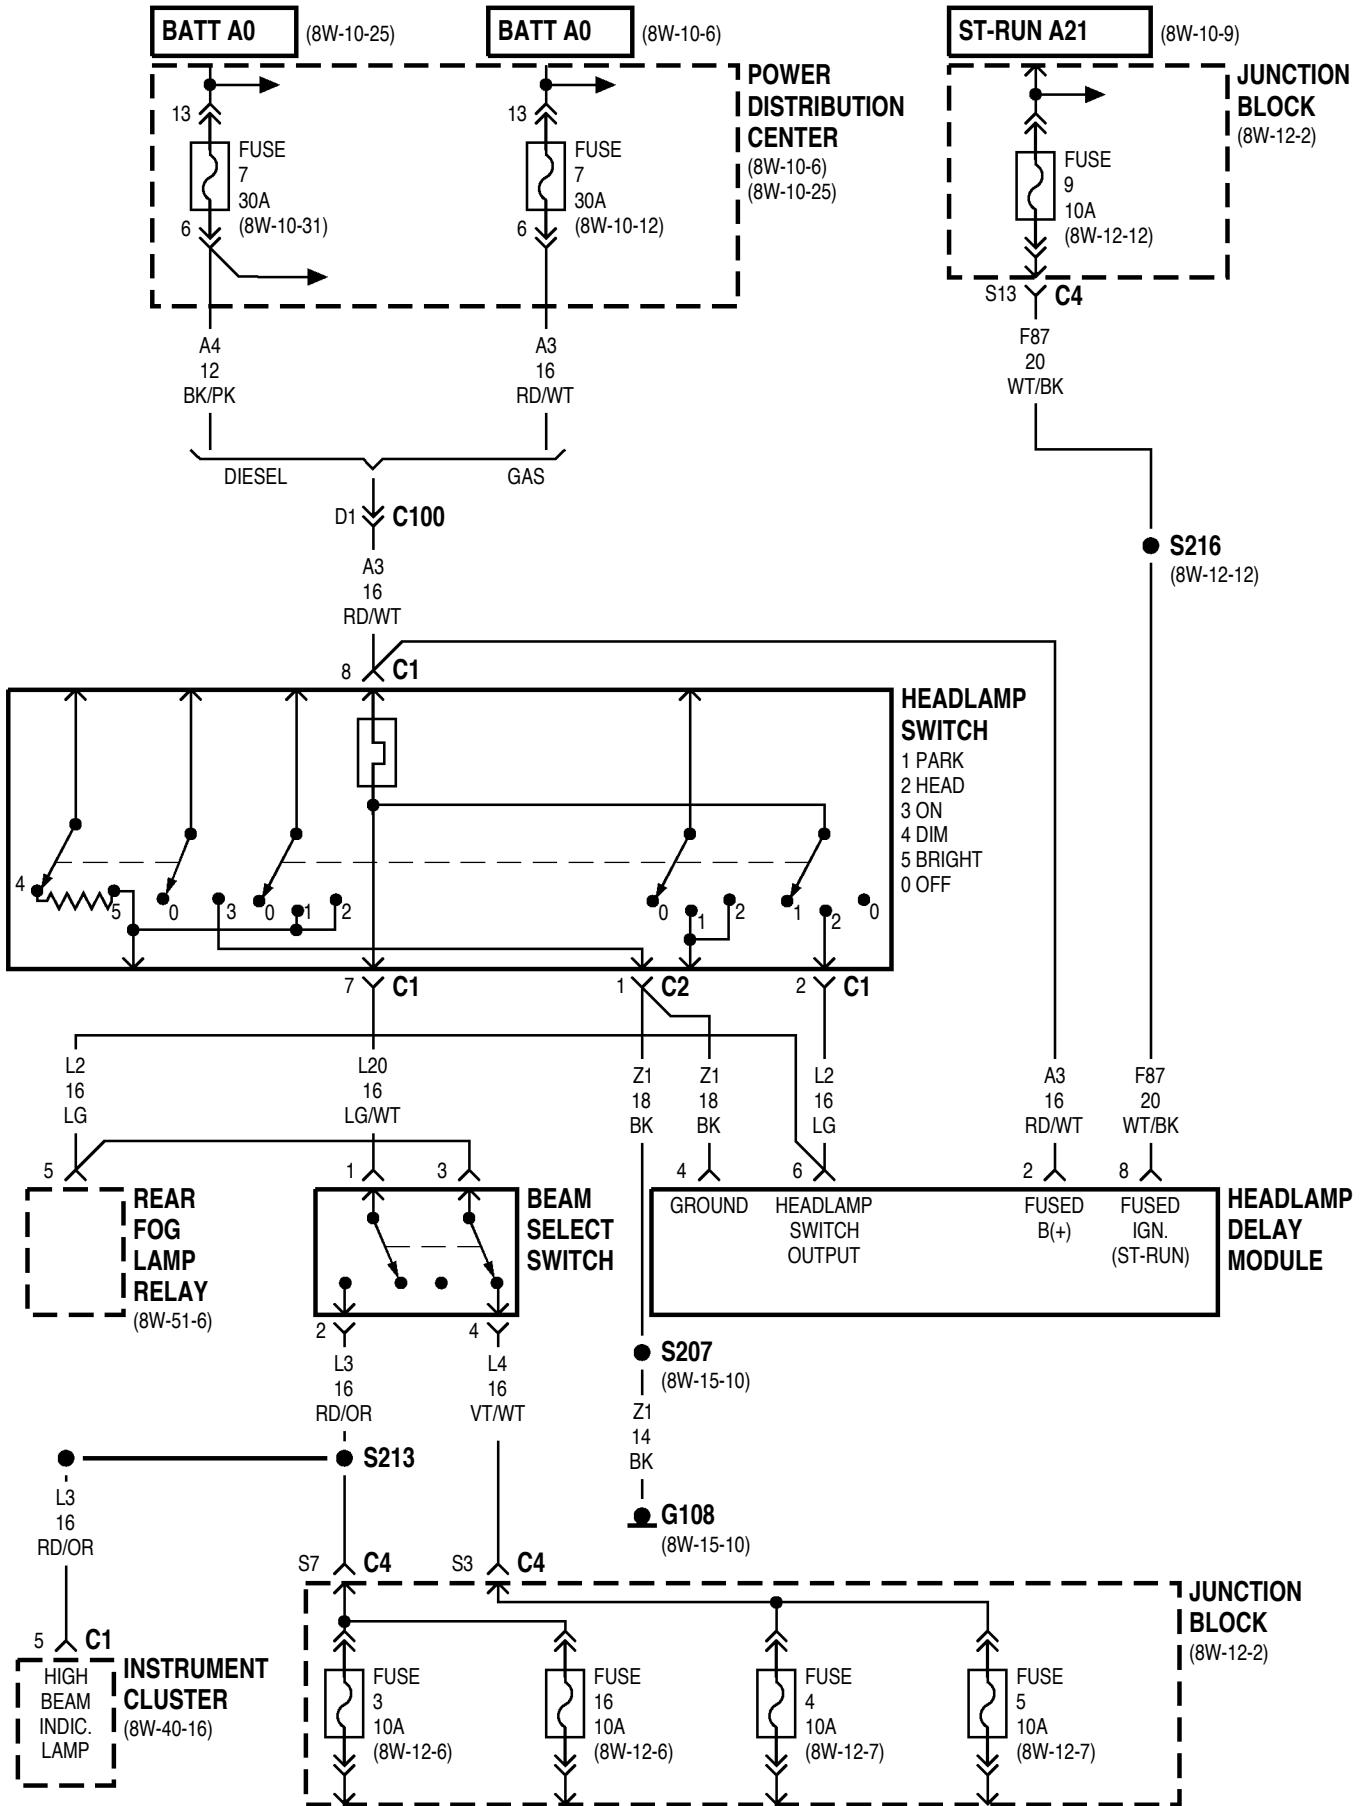 BATT A0 (8W-10-25)
BATT A0 (8W-10-6)
ST-RUN A21 (8W-10-9)
POWER
DISTRIBUTION
CENTER
(8W-10-6)
(8W-10-25)
JUNCTION
BLOCK
(8W-12-2)
13
FUSE
7
30A
(8W-10-31)
6
13
FUSE
7
30A
(8W-10-12)
6
FUSE
9
10A
(8W-12-12)
S13 C4
A4
12
BK/PK
A3
16
RD/WT
F87
20
WT/BK
DIESEL
GAS
D1 C100
S216
(8W-12-12)
A3
16
RD/WT
8 C1
HEADLAMP
SWITCH
1 PARK
2 HEAD
3 ON
4 DIM
5 BRIGHT
0 OFF
4 5 0 3 0 1 2 0 1 2 1 2 0
7 C1
1 C2
2 C1
L2
16
LG
L20
16
LG/WT
Z1
18
BK
Z1
18
BK
L2
16
LG
A3
16
RD/WT
F87
20
WT/BK
5
1
3
4
6
2
8
REAR
FOG
LAMP
RELAY
(8W-51-6)
BEAM
SELECT
SWITCH
GROUND
HEADLAMP
SWITCH
OUTPUT
FUSED
B(+)
FUSED
IGN.
(ST-RUN)
HEADLAMP
DELAY
MODULE
2
4
L3
16
RD/OR
L4
16
VT/WT
S207
(8W-15-10)
Z1
14
BK
S213
L3
16
RD/OR
G108
(8W-15-10)
S7 C4
S3 C4
JUNCTION
BLOCK
(8W-12-2)
5 C1
HIGH
BEAM
INDIC.
LAMP
INSTRUMENT
CLUSTER
(8W-40-16)
FUSE
3
10A
(8W-12-6)
FUSE
16
10A
(8W-12-6)
FUSE
4
10A
(8W-12-7)
FUSE
5
10A
(8W-12-7)